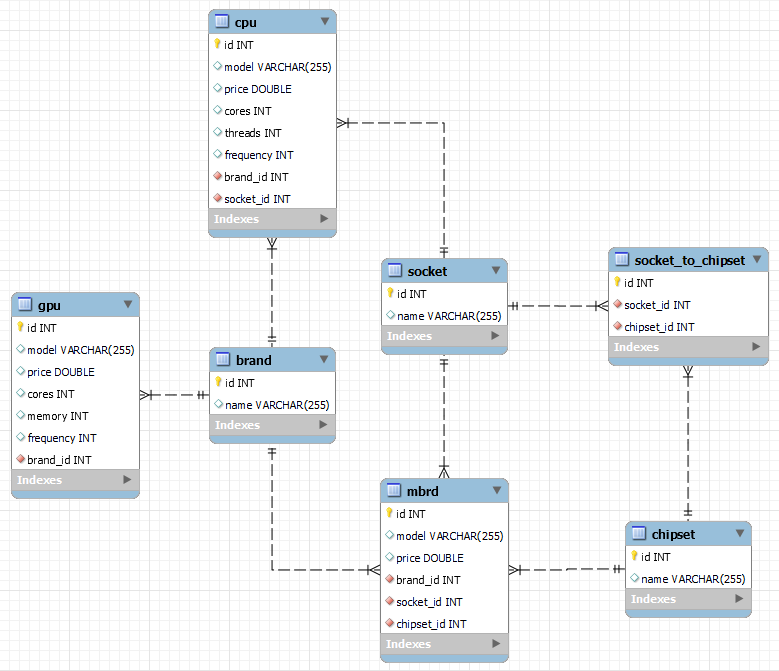 cpu
id INT
model VARCHAR(255)
price DOUBLE
cores INT
threads INT
frequency INT
brand_id INT
socket_id INT
Indexes
gpu
id INT
model VARCHAR(255)
price DOUBLE
cores INT
memory INT
frequency INT
brand_id INT
Indexes
brand
id INT
name VARCHAR(255)
Indexes
socket
id INT
name VARCHAR(255)
Indexes
socket_to_chipset
id INT
socket_id INT
chipset_id INT
Indexes
mbrd
id INT
model VARCHAR(255)
price DOUBLE
brand_id INT
socket_id INT
chipset_id INT
Indexes
chipset
id INT
name VARCHAR(255)
Indexes